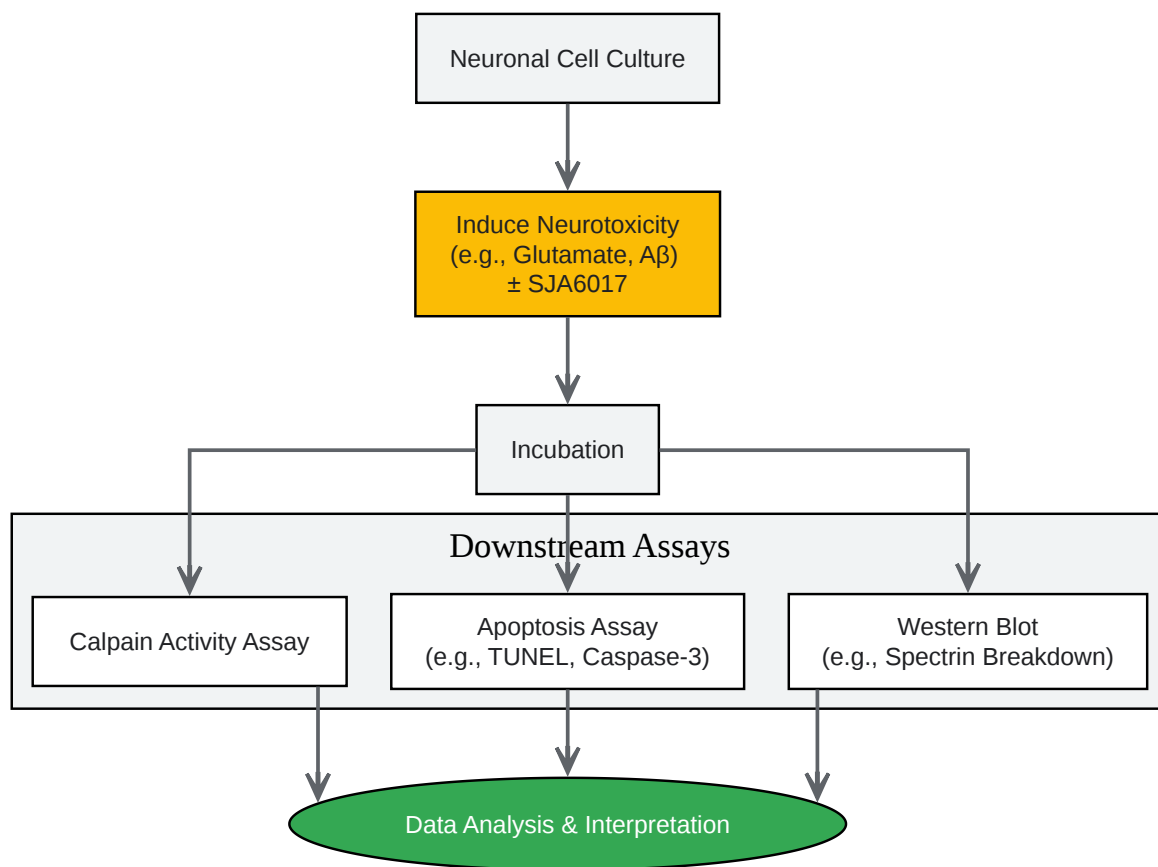 Neuronal Cell Culture
Induce Neurotoxicity
(e.g., Glutamate, Aβ)
± SJA6017
Incubation
Downstream Assays
Calpain Activity Assay
Apoptosis Assay
(e.g., TUNEL, Caspase-3)
Western Blot
(e.g., Spectrin Breakdown)
Data Analysis & Interpretation